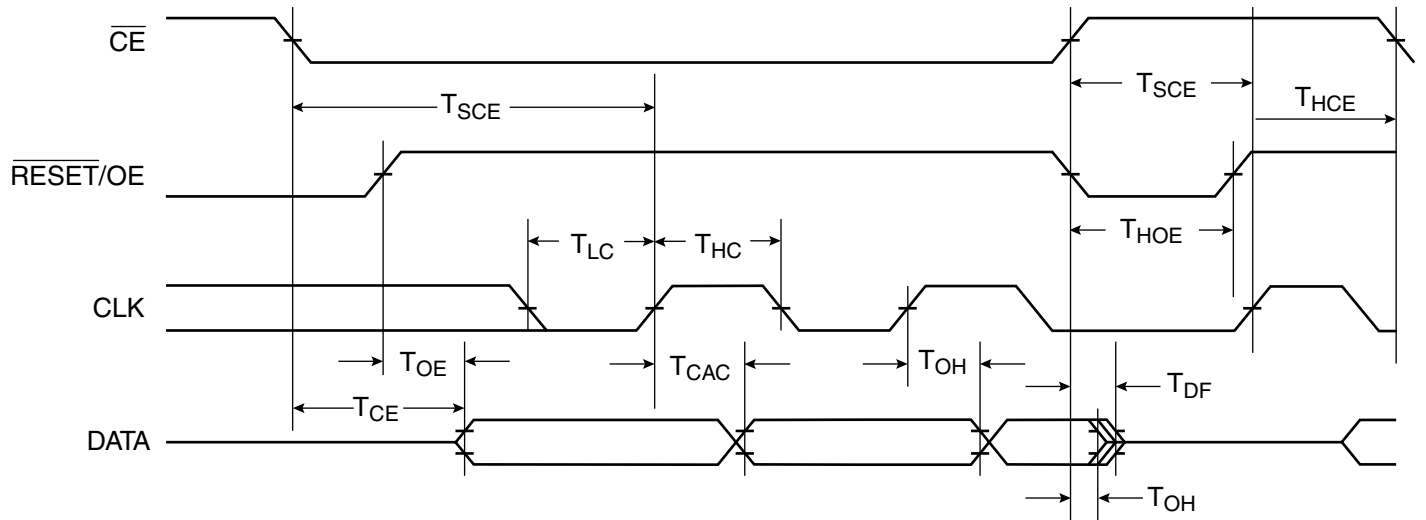 CE
T_SCE
T_SCE
T_HCE
RESET/OE
T_LC
T_HC
T_HOE
CLK
T_OE
T_CAC
T_OH
T_DF
T_CE
DATA
T_OH